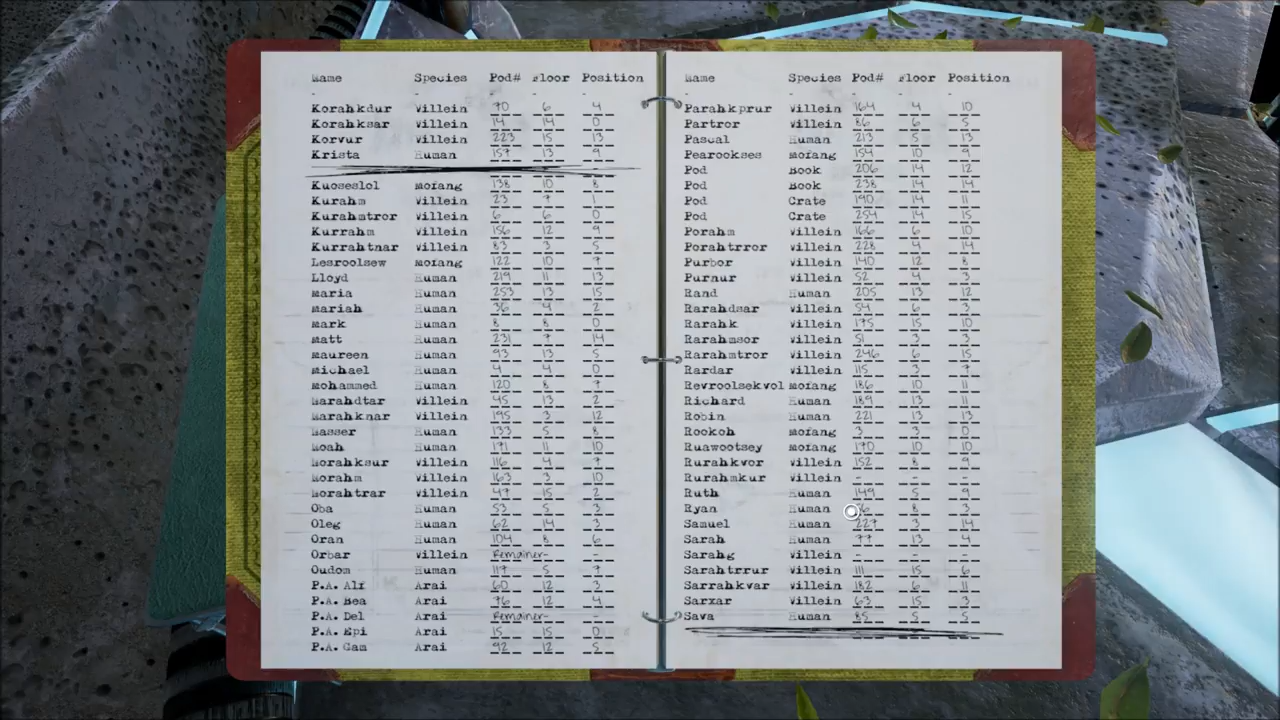 Name Species Pod# Floor Position
Korahkdur Villein 70 6 4
Korahksar Villein 14 14 0
Korvur Villein 223 15 13
Krista Human 157 13 9
Kuoeslol Mofang 138 10 8
Kurahm Villein 23 7 1
Kurahmtror Villein 6 6 0
Kurrahm Villein 156 12 9
Kurrahtnar Villein 83 3 5
Lesroolsew Mofang 122 10 7
Lloyd Human 219 11 13
Maria Human 253 13 15
Mariah Human 36 4 2
Mark Human 8 8 0
Matt Human 231 7 14
Maureen Human 93 13 5
Michael Human 4 4 0
Mohammed Human 120 8 7
Narahdtar Villein 45 13 2
Narahknar Villein 195 3 12
Nasser Human 133 5 8
Noah Human 171 11 10
Norahksur Villein 116 4 7
Norahm Villein 163 3 10
Norahtrar Villein 47 15 2
Oba Human 53 5 3
Oleg Human 62 14 3
Oran Human 104 8 6
Orbar Villein Remainer - -
Oudom Human 117 5 7
P.A. Alf Arai 60 12 3
P.A. Bea Arai 76 12 4
P.A. Del Arai Remainer - -
P.A. Epi Arai 15 15 0
P.A. Gam Arai 92 12 5
Name Species Pod# Floor Position
Parahkprur Villein 164 4 10
Partror Villein 86 6 5
Pascal Human 213 5 13
Pearookses Mofang 154 10 9
Pod Book 206 14 12
Pod Book 238 14 14
Pod Crate 190 14 11
Pod Crate 254 14 15
Porahm Villein 166 6 10
Porahtrror Villein 228 4 14
Purbor Villein 140 12 8
Purnur Villein 52 4 3
Rand Human 205 13 12
Rarahdmar Villein 54 6 3
Rarahk Villein 175 15 10
Rarahmsor Villein 51 3 3
Rarahmtror Villein 246 6 15
Rardar Villein 115 3 7
Revroolsekvol Mofang 186 10 11
Richard Human 189 13 11
Robin Human 221 13 13
Rookoh Mofang 3 3 0
Ruawootsey Mofang 170 10 10
Rurahkvor Villein 152 8 9
Rurahmkur Villein - - -
Ruth Human 149 5 9
Ryan Human 8 3
Samuel Human 227 3 14
Sarah Human 77 13 4
Sarahg Villein - - -
Sarahtrrur Villein 111 15 6
Sarrahkvar Villein 182 6 11
Sarxar Villein 63 15 3
Sava Human 85 5 5